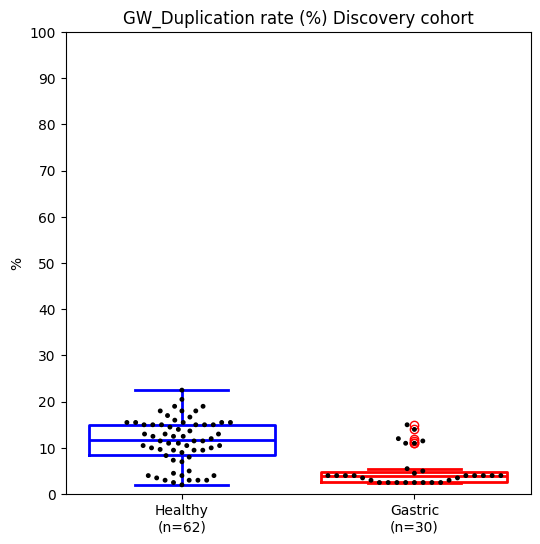 GW_Duplication rate (%) Discovery cohort
100
90
80
70
60
50
40
30
20
10
0
%
Healthy
(n=62)
Gastric
(n=30)